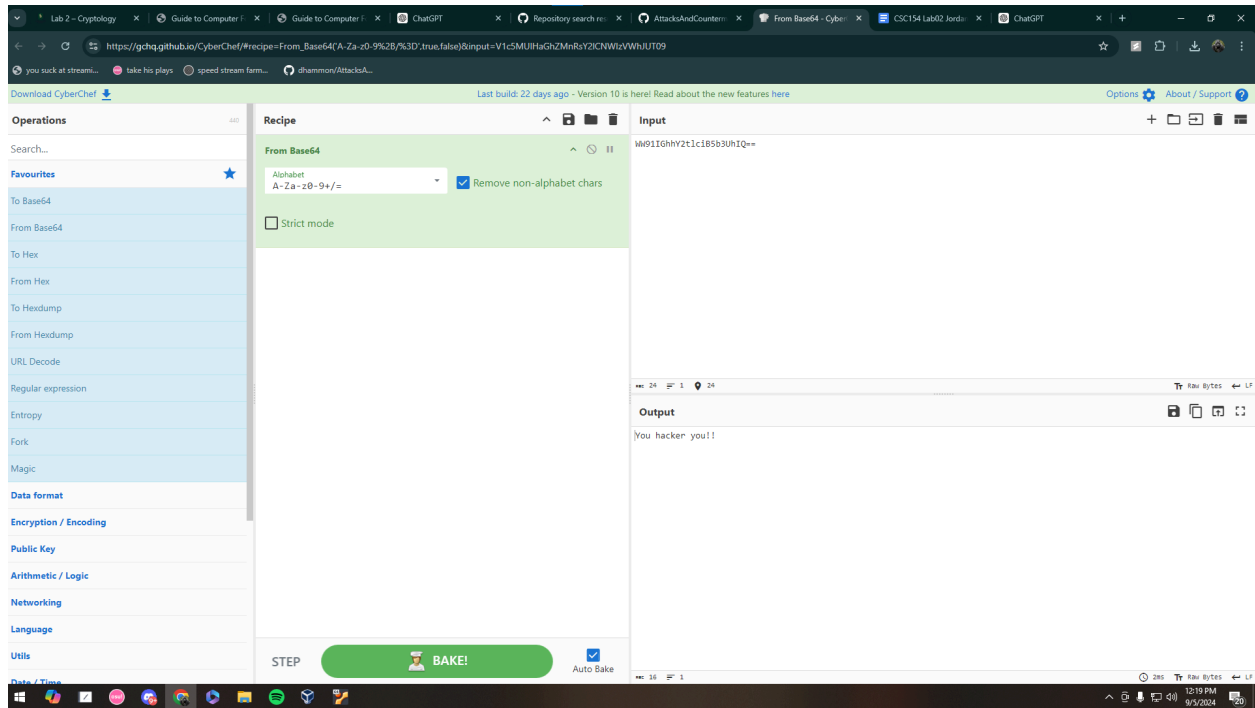 Lab 2 – Cryptology
Guide to Computer F
Guide to Computer Fo
ChatGPT
Repository search res
AttacksAndCounterm
From Base64 - Cyber
CSC154 Lab02 Jordan
ChatGPT
https://gchq.github.io/CyberChef/#recipe=From_Base64('A-Za-z0-9%2B/%3D',true,false)&input=V1c5MUlHaGhZMnRsY2lCNWIzVWhJUT09
you suck at streami...
take his plays
speed stream farm...
dhammon/AttacksA...
Download CyberChef
Last build: 22 days ago - Version 10 is here! Read about the new features here
Options
About / Support
Operations
440
Recipe
Input
Search...
Favourites
To Base64
From Base64
To Hex
From Hex
To Hexdump
From Hexdump
URL Decode
Regular expression
Entropy
Fork
Magic
Data format
Encryption / Encoding
Public Key
Arithmetic / Logic
Networking
Language
Utils
Date / Time
From Base64
Alphabet
A-Za-z0-9+/=
Remove non-alphabet chars
Strict mode
STEP
BAKE!
Auto Bake
WW91IGhhY2tlciB5b3UhIQ==
24 1 24
Tr Raw Bytes LF
Output
You hacker you!!
16 1
2ms Tr Raw Bytes LF
12:19 PM
9/5/2024
20